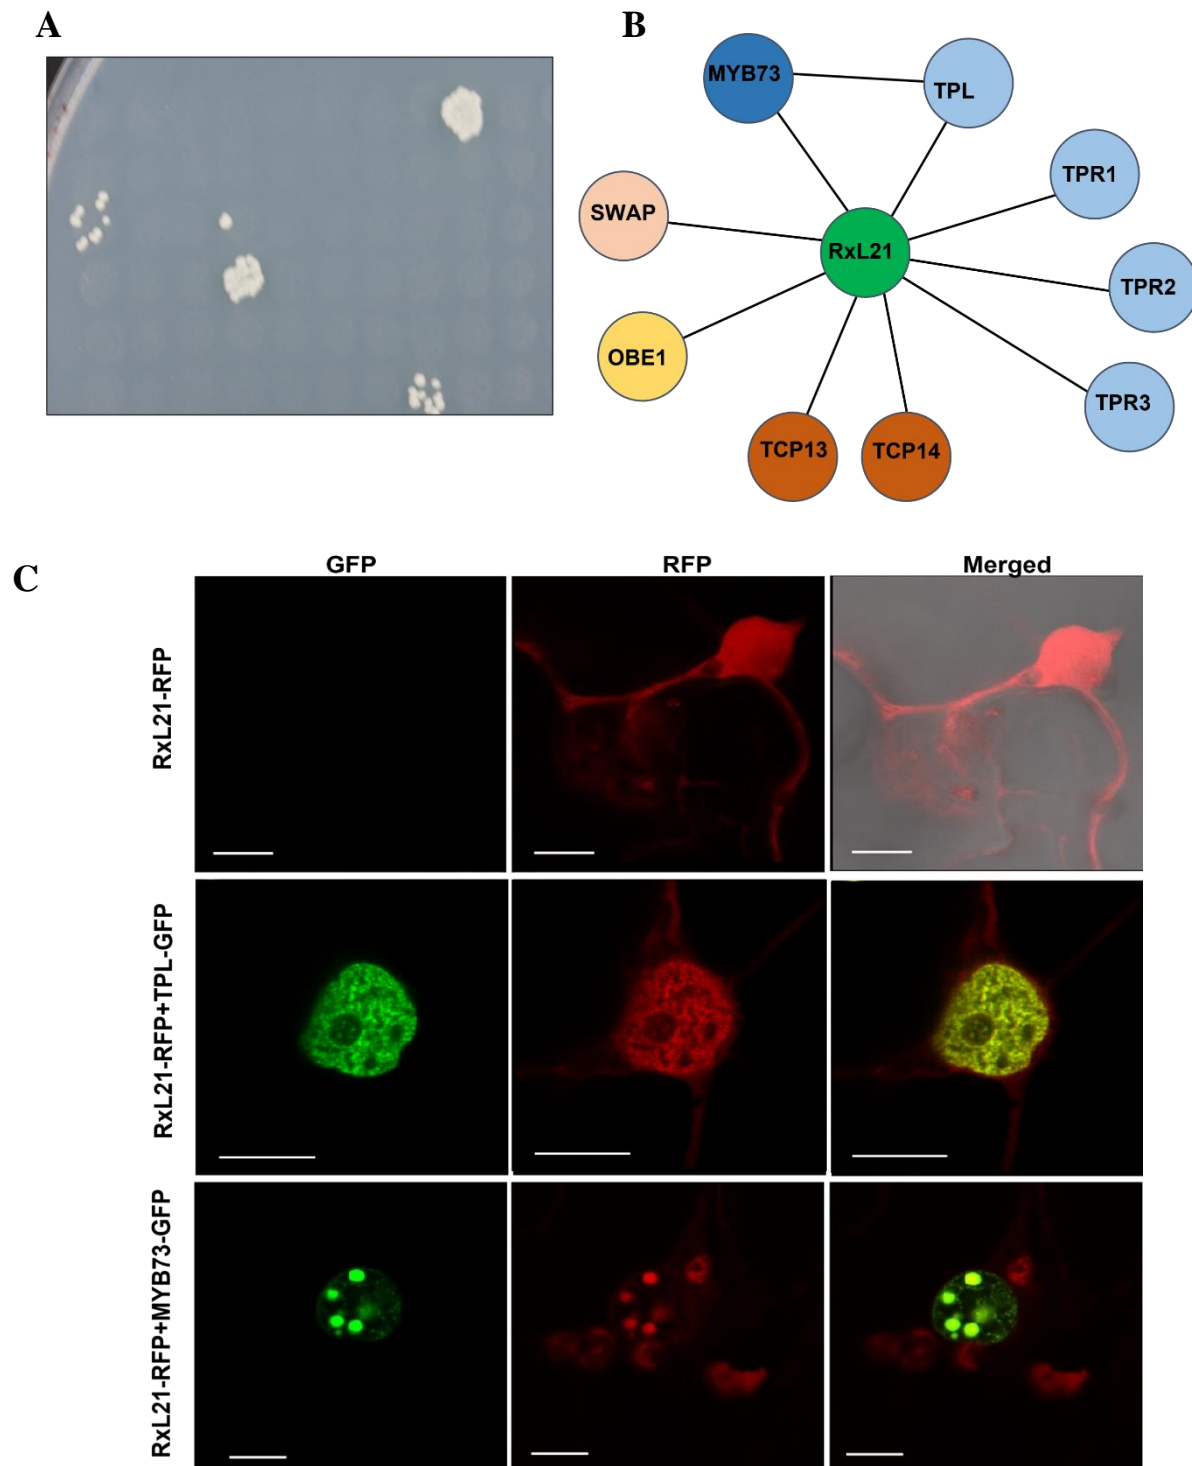 A
B
MYB73
TPL
TPR1
SWAP
RxL21
TPR2
OBE1
TPR3
TCP13
TCP14
C
GFP
RFP
Merged
RxL21-RFP
RxL21-RFP+TPL-GFP
RxL21-RFP+MYB73-GFP